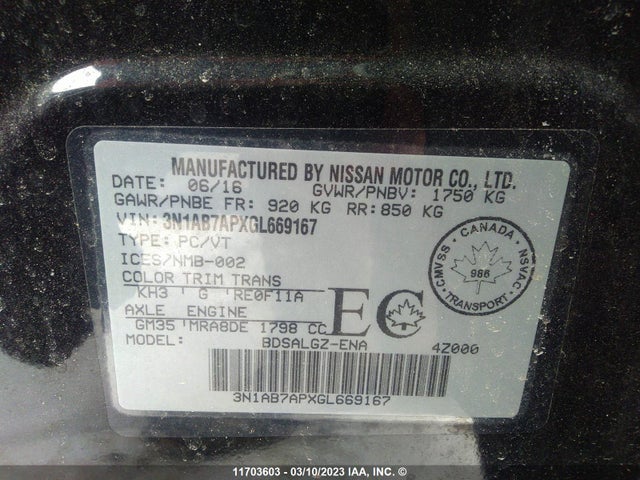 MANUFACTURED BY NISSAN MOTOR CO., LTD.
DATE: 06/16 GVWR/PNBV: 1750 KG
GAWR/PNBE FR: 920 KG RR: 850 KG
VIN: 3N1AB7APXGL669167
TYPE: PC/VT
ICES/NMB-002
COLOR TRIM TRANS
KH3 ' G ' RE0F11A
AXLE ENGINE
GM35 'MRA8DE 1798 CC
MODEL: BDSALGZ-ENA 4Z000
EC
CANADA
CMVSS NSVAC
986
TRANSPORT
3N1AB7APXGL669167
11703603 - 03/10/2023 IAA, INC. ©